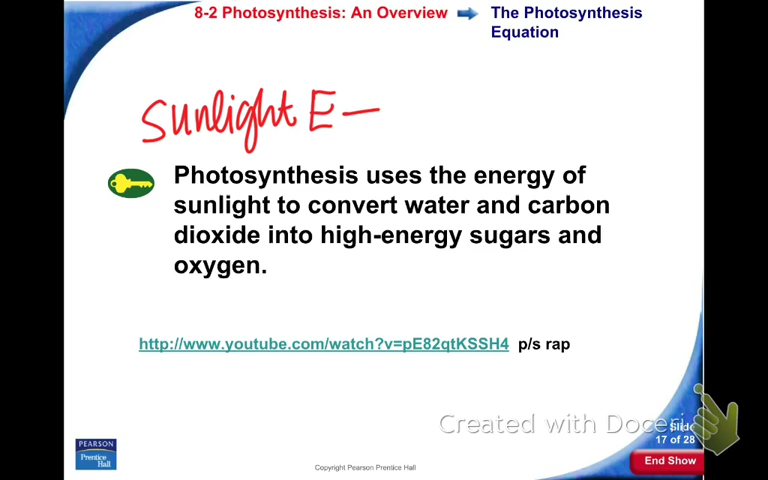 8-2 Photosynthesis: An Overview
The Photosynthesis
Equation
Sunlight E —
Photosynthesis uses the energy of
sunlight to convert water and carbon
dioxide into high-energy sugars and
oxygen.
http://www.youtube.com/watch?v=pE82qtKSSH4 p/s rap
Created with Doceri
Slide
17 of 28
End Show
PEARSON
Prentice
Hall
Copyright Pearson Prentice Hall